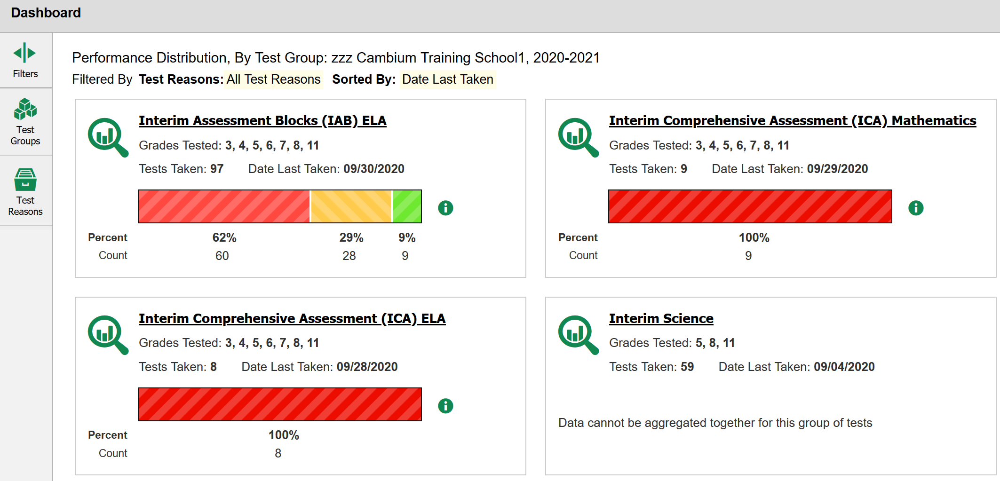 Dashboard
Filters
Test
Groups
Test
Reasons
Performance Distribution, By Test Group: zzz Cambium Training School1, 2020-2021
Filtered By Test Reasons: All Test Reasons Sorted By: Date Last Taken
Interim Assessment Blocks (IAB) ELA
Grades Tested: 3, 4, 5, 6, 7, 8, 11
Tests Taken: 97 Date Last Taken: 09/30/2020
Percent 62% 29% 9%
Count 60 28 9
Interim Comprehensive Assessment (ICA) Mathematics
Grades Tested: 3, 4, 5, 6, 7, 8, 11
Tests Taken: 9 Date Last Taken: 09/29/2020
Percent 100%
Count 9
Interim Comprehensive Assessment (ICA) ELA
Grades Tested: 3, 4, 5, 6, 7, 8, 11
Tests Taken: 8 Date Last Taken: 09/28/2020
Percent 100%
Count 8
Interim Science
Grades Tested: 5, 8, 11
Tests Taken: 59 Date Last Taken: 09/04/2020
Data cannot be aggregated together for this group of tests